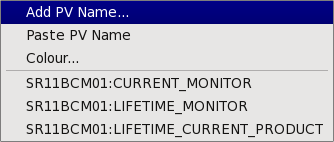 Add PV Name...
Paste PV Name
Colour...
SR11BCM01:CURRENT_MONITOR
SR11BCM01:LIFETIME_MONITOR
SR11BCM01:LIFETIME_CURRENT_PRODUCT